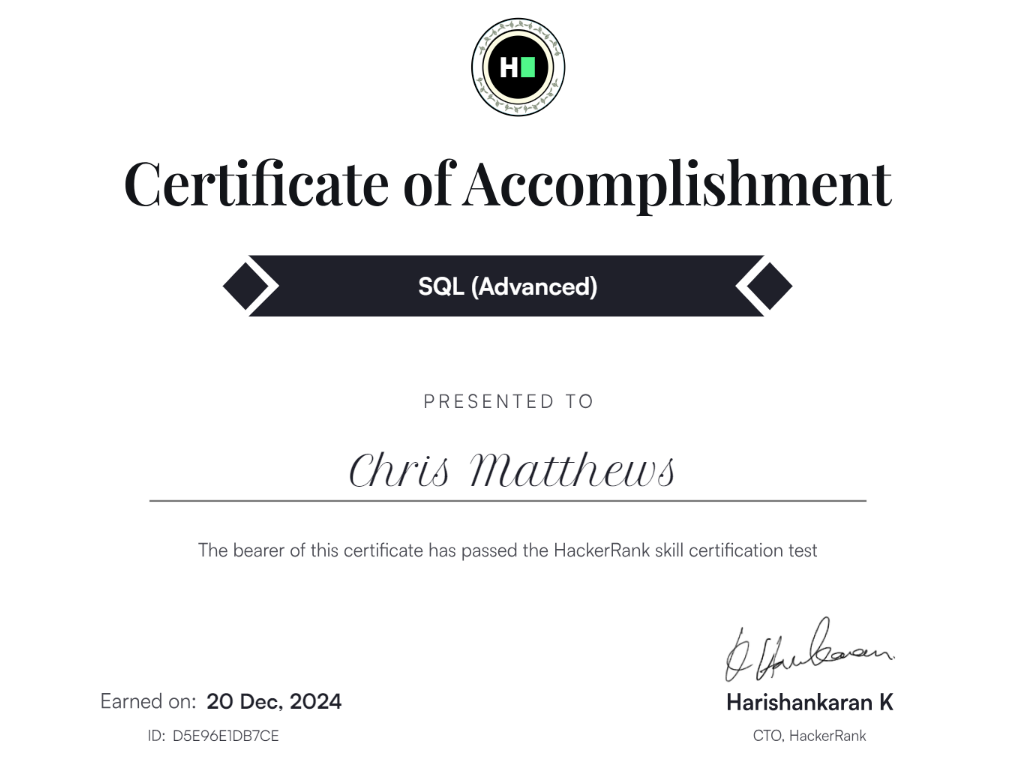 H
Certificate of Accomplishment
SQL (Advanced)
PRESENTED TO
Chris Matthews
The bearer of this certificate has passed the HackerRank skill certification test
Earned on: 20 Dec, 2024
ID: D5E96E1DB7CE
Harishankaran K
CTO, HackerRank